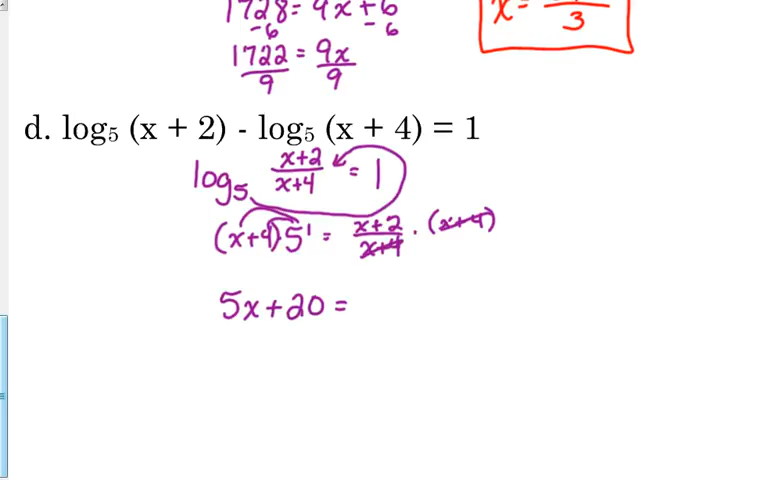 1728 = 9x + 6
-6 -6
x = /3
1722/9 = 9x/9
d. log₅ (x + 2) - log₅ (x + 4) = 1
log₅ (x+2)/(x+4) = 1
(x+4) 5¹ = (x+2)/(x+4) · (x+4)
5x + 20 =